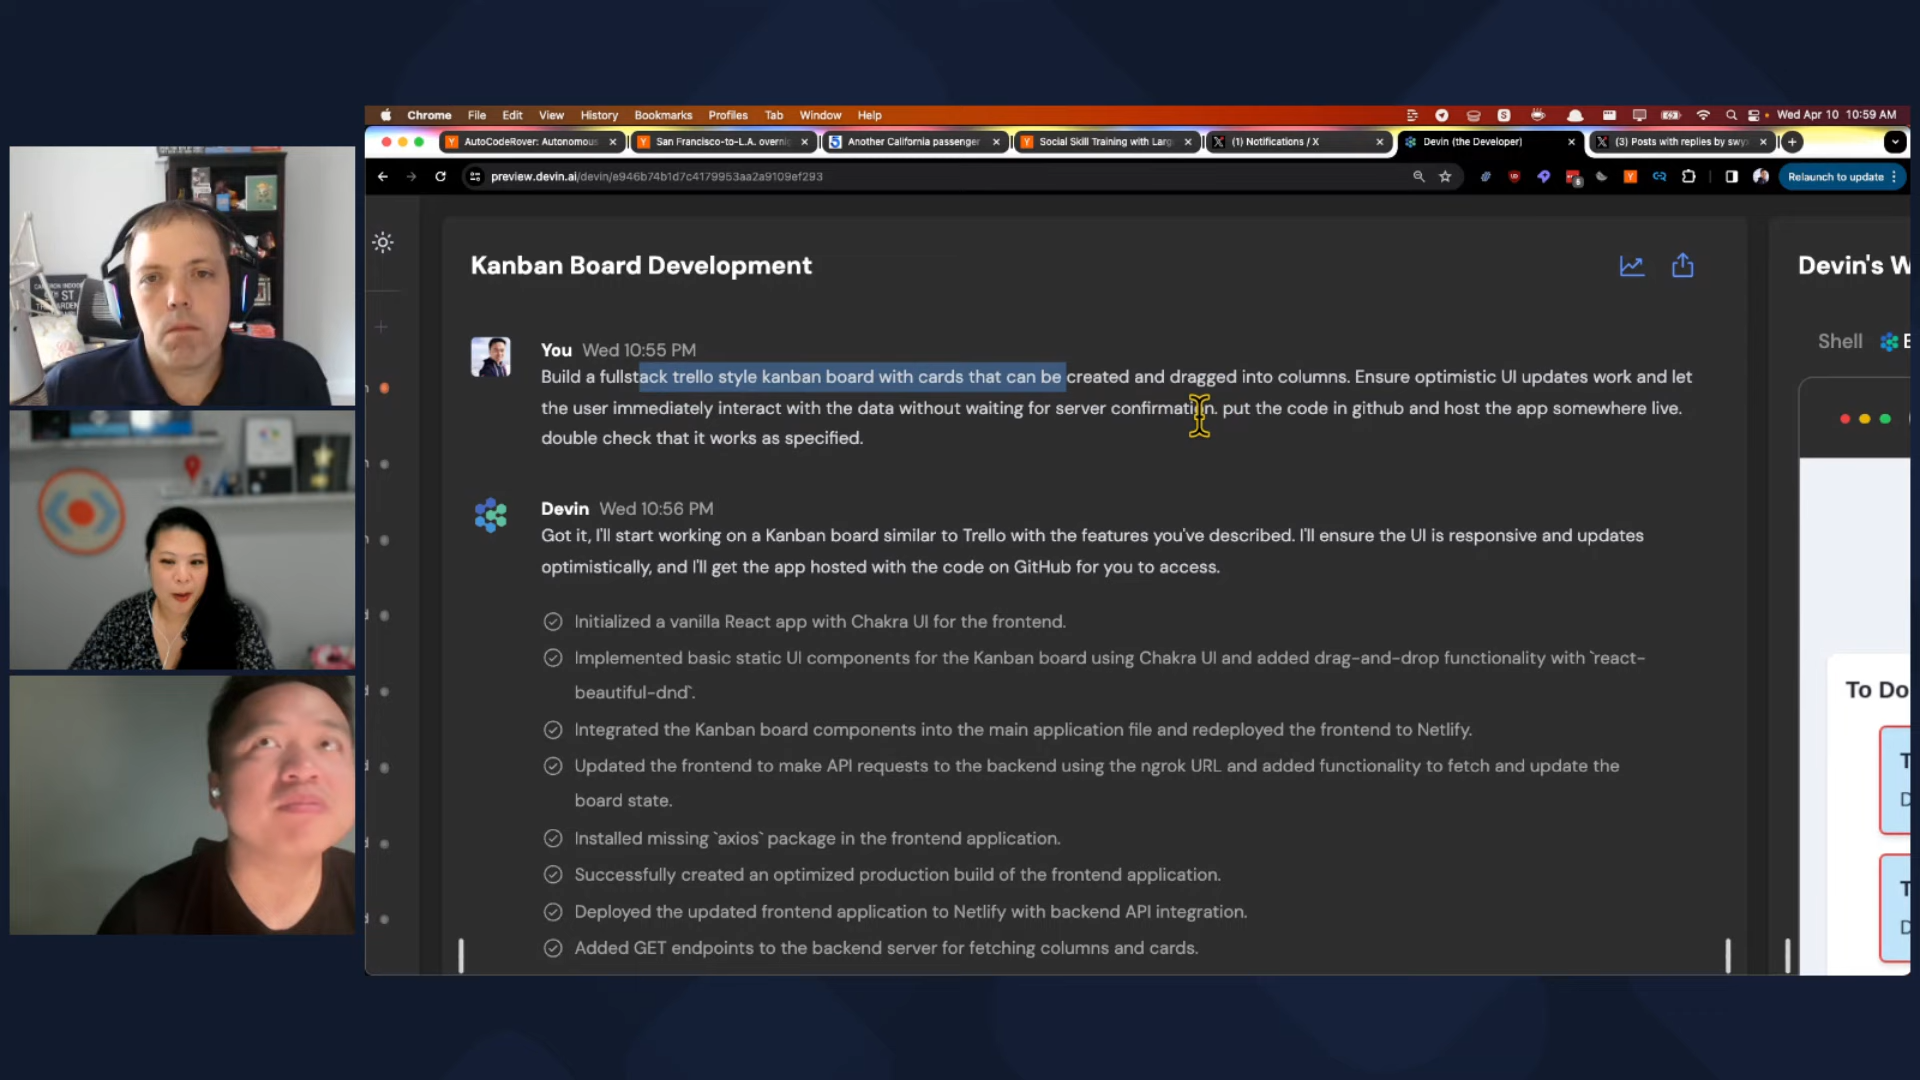 Chrome File Edit View History Bookmarks Profiles Tab Window Help Wed Apr 10 10:59 AM
AutoCodeRover: Autonomous San Francisco-to-L.A. overni Another California passenger Social Skill Training with Larg (1) Notifications / X Devin (the Developer) (3) Posts with replies by swy
preview.devin.ai/devin/e946b74b1d7c4179953aa2a9109ef293 Relaunch to update
Kanban Board Development
Devin's W
You Wed 10:55 PM
Shell
Build a fullstack trello style kanban board with cards that can be created and dragged into columns. Ensure optimistic UI updates work and let
the user immediately interact with the data without waiting for server confirmation. put the code in github and host the app somewhere live.
double check that it works as specified.
Devin Wed 10:56 PM
Got it, I'll start working on a Kanban board similar to Trello with the features you've described. I'll ensure the UI is responsive and updates
optimistically, and I'll get the app hosted with the code on GitHub for you to access.
Initialized a vanilla React app with Chakra UI for the frontend.
Implemented basic static UI components for the Kanban board using Chakra UI and added drag-and-drop functionality with `react-
beautiful-dnd`.
To Do
Integrated the Kanban board components into the main application file and redeployed the frontend to Netlify.
Updated the frontend to make API requests to the backend using the ngrok URL and added functionality to fetch and update the
board state.
Installed missing `axios` package in the frontend application.
Successfully created an optimized production build of the frontend application.
Deployed the updated frontend application to Netlify with backend API integration.
Added GET endpoints to the backend server for fetching columns and cards.